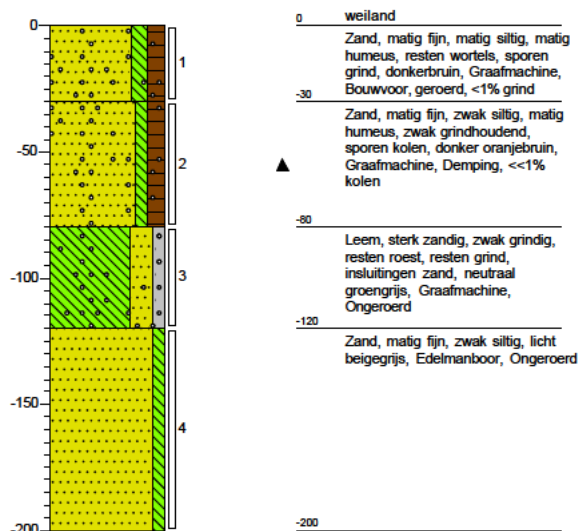 0
-50
-100
-150
-200
1
2
3
4
0 weiland
Zand, matig fijn, matig siltig, matig
humeus, resten wortels, sporen
grind, donkerbruin, Graafmachine,
Bouwvoor, geroerd, <1% grind
-30
Zand, matig fijn, zwak siltig, matig
humeus, zwak grindhoudend,
sporen kolen, donker oranjebruin,
Graafmachine, Demping, <<1%
kolen
-80
Leem, sterk zandig, zwak grindig,
resten roest, resten grind,
insluitingen zand, neutraal
groengrijs, Graafmachine,
Ongeroerd
-120
Zand, matig fijn, zwak siltig, licht
beigegrijs, Edelmanboor, Ongeroerd
-200